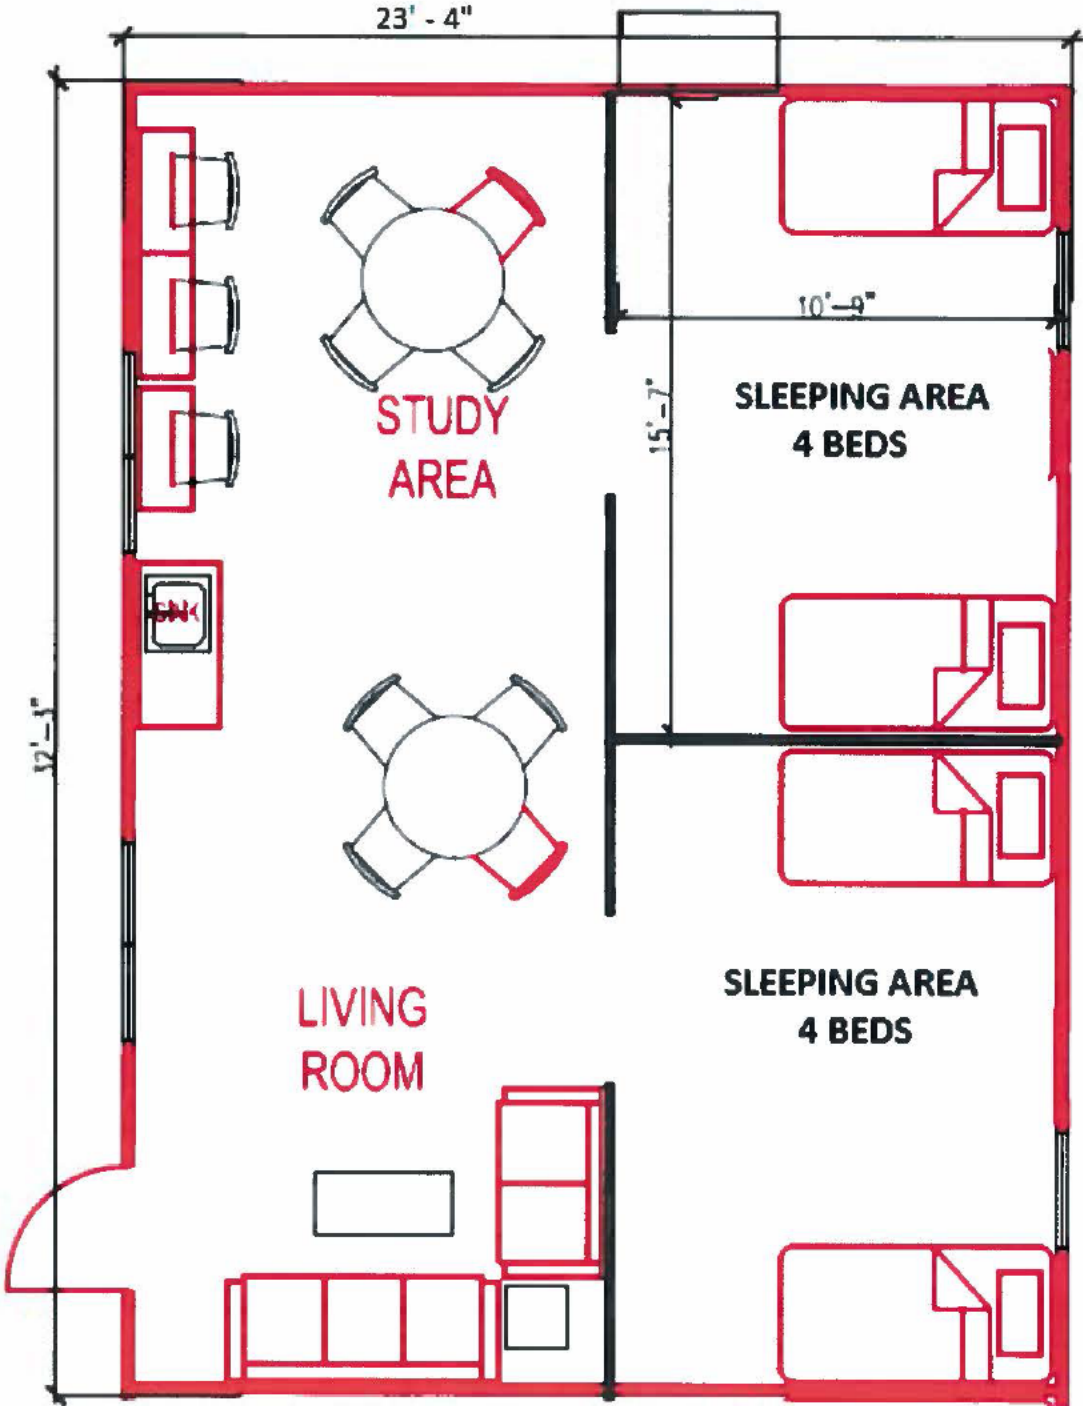 23' - 4"
10'-9"
15'-7"
SLEEPING AREA
4 BEDS
STUDY
AREA
SINK
32'-3"
SLEEPING AREA
4 BEDS
LIVING
ROOM